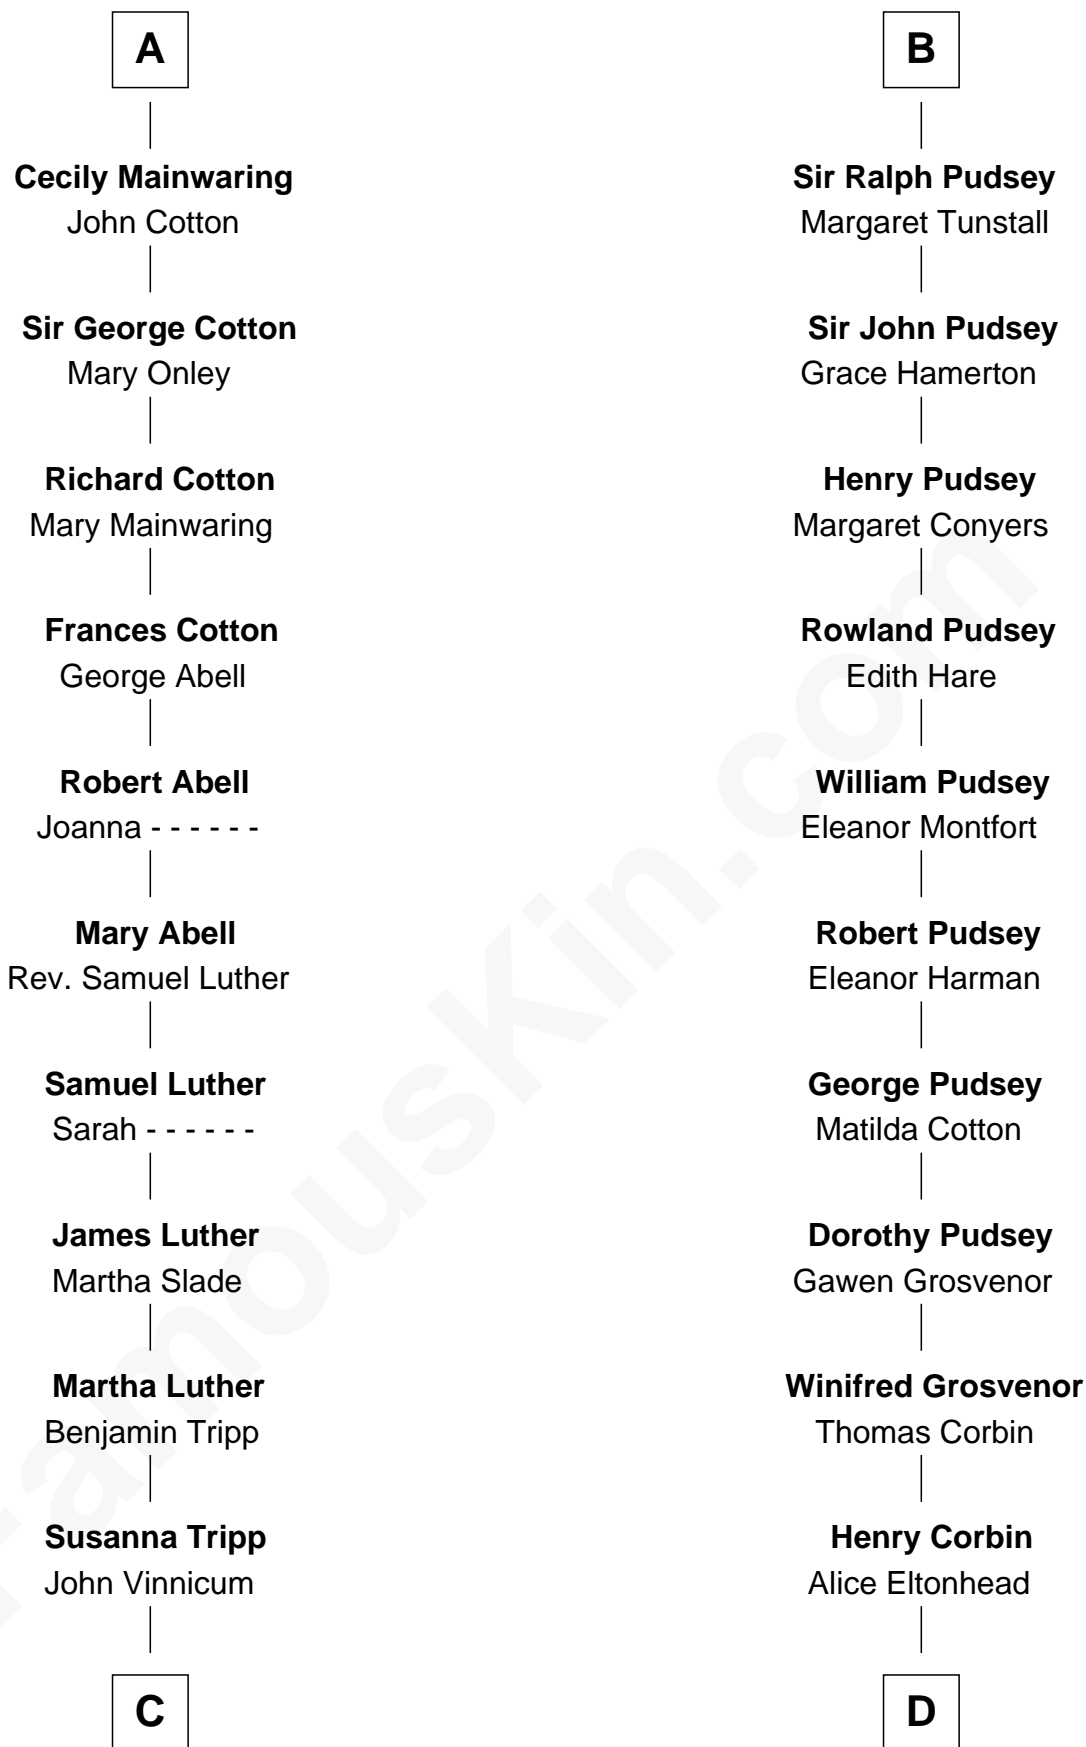 A
Cecily Mainwaring
John Cotton
Sir George Cotton
Mary Onley
Richard Cotton
Mary Mainwaring
Frances Cotton
George Abell
Robert Abell
Joanna - - - - - -
Mary Abell
Rev. Samuel Luther
Samuel Luther
Sarah - - - - - -
James Luther
Martha Slade
Martha Luther
Benjamin Tripp
Susanna Tripp
John Vinnicum
C
B
Sir Ralph Pudsey
Margaret Tunstall
Sir John Pudsey
Grace Hamerton
Henry Pudsey
Margaret Conyers
Rowland Pudsey
Edith Hare
William Pudsey
Eleanor Montfort
Robert Pudsey
Eleanor Harman
George Pudsey
Matilda Cotton
Dorothy Pudsey
Gawen Grosvenor
Winifred Grosvenor
Thomas Corbin
Henry Corbin
Alice Eltonhead
D
FamousKin.com